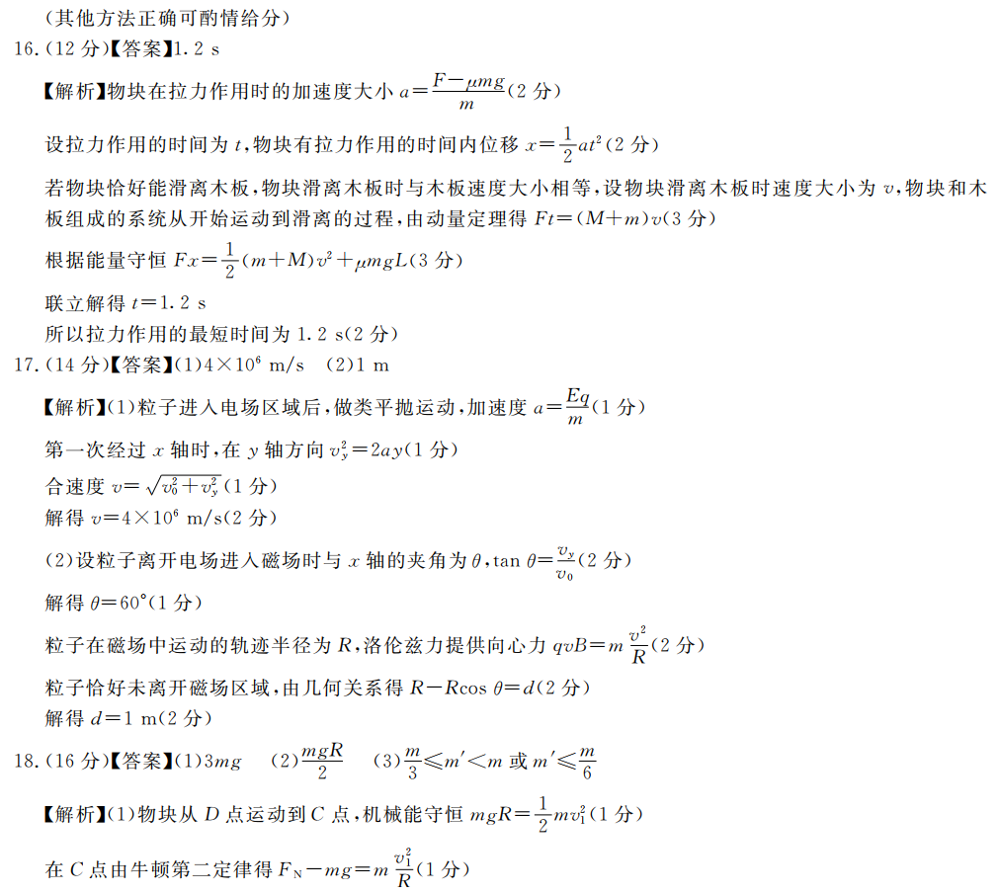 (其他方法正确可酌情给分)
16.(12 分)【答案】1.2 s
【解析】物块在拉力作用时的加速度大小 a=\frac{F-μmg}{m}(2 分)
设拉力作用的时间为 t,物块有拉力作用的时间内位移 x=\frac{1}{2}at²(2 分)
若物块恰好能滑离木板,物块滑离木板时与木板速度大小相等,设物块滑离木板时速度大小为 v,物块和木
板组成的系统从开始运动到滑离的过程,由动量定理得 Ft=(M+m)v(3 分)
根据能量守恒 Fx=\frac{1}{2}(m+M)v²+μmgL(3 分)
联立解得 t=1.2 s
所以拉力作用的最短时间为 1.2 s(2 分)
17.(14 分)【答案】(1)4×10⁶ m/s (2)1 m
【解析】(1)粒子进入电场区域后,做类平抛运动,加速度 a=\frac{Eq}{m}(1 分)
第一次经过 x 轴时,在 y 轴方向 v_y^2=2ay(1 分)
合速度 v=\sqrt{v_0^2+v_y^2}(1 分)
解得 v=4×10⁶ m/s(2 分)
(2)设粒子离开电场进入磁场时与 x 轴的夹角为 θ,tan θ=\frac{v_y}{v_0}(2 分)
解得 θ=60°(1 分)
粒子在磁场中运动的轨迹半径为 R,洛伦兹力提供向心力 qvB=m\frac{v^2}{R}(2 分)
粒子恰好未离开磁场区域,由几何关系得 R-Rcos θ=d(2 分)
解得 d=1 m(2 分)
18.(16 分)【答案】(1)3mg (2)\frac{mgR}{2} (3)\frac{m}{3}≤m′<m 或 m′≤\frac{m}{6}
【解析】(1)物块从 D 点运动到 C 点,机械能守恒 mgR=\frac{1}{2}mv_1^2(1 分)
在 C 点由牛顿第二定律得 F_N-mg=m\frac{v_1^2}{R}(1 分)